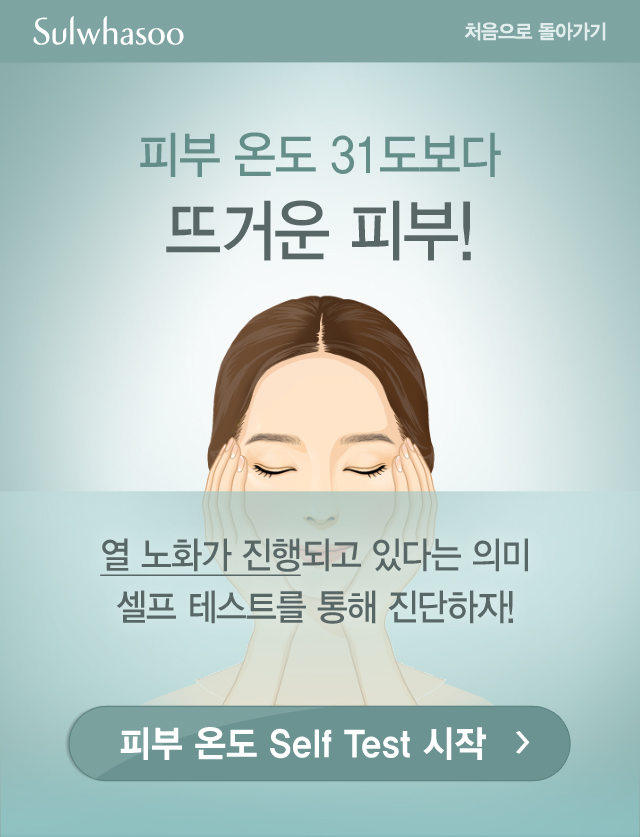 Sulwhasoo
처음으로 돌아가기
피부 온도 31도보다
뜨거운 피부!
열 노화가 진행되고 있다는 의미
셀프 테스트를 통해 진단하자!
피부 온도 Self Test 시작 >